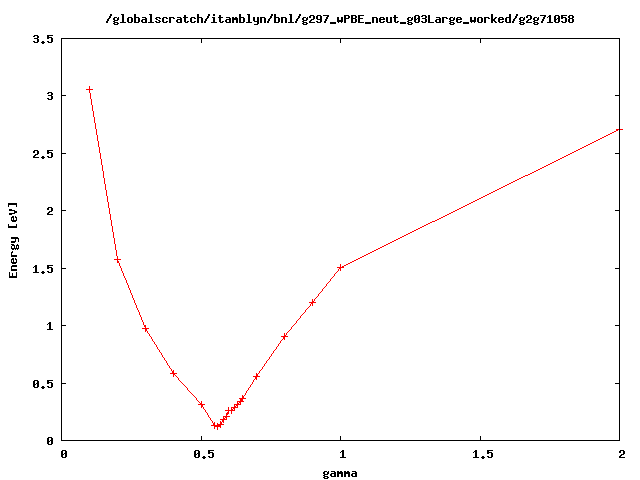 /globalscratch/itamblyn/bnl/g297_wPBE_neut_g03Large_worked/g2g71058
3.5
3
2.5
2
1.5
1
0.5
0
Energy [eV]
0 0.5 1 1.5 2
gamma